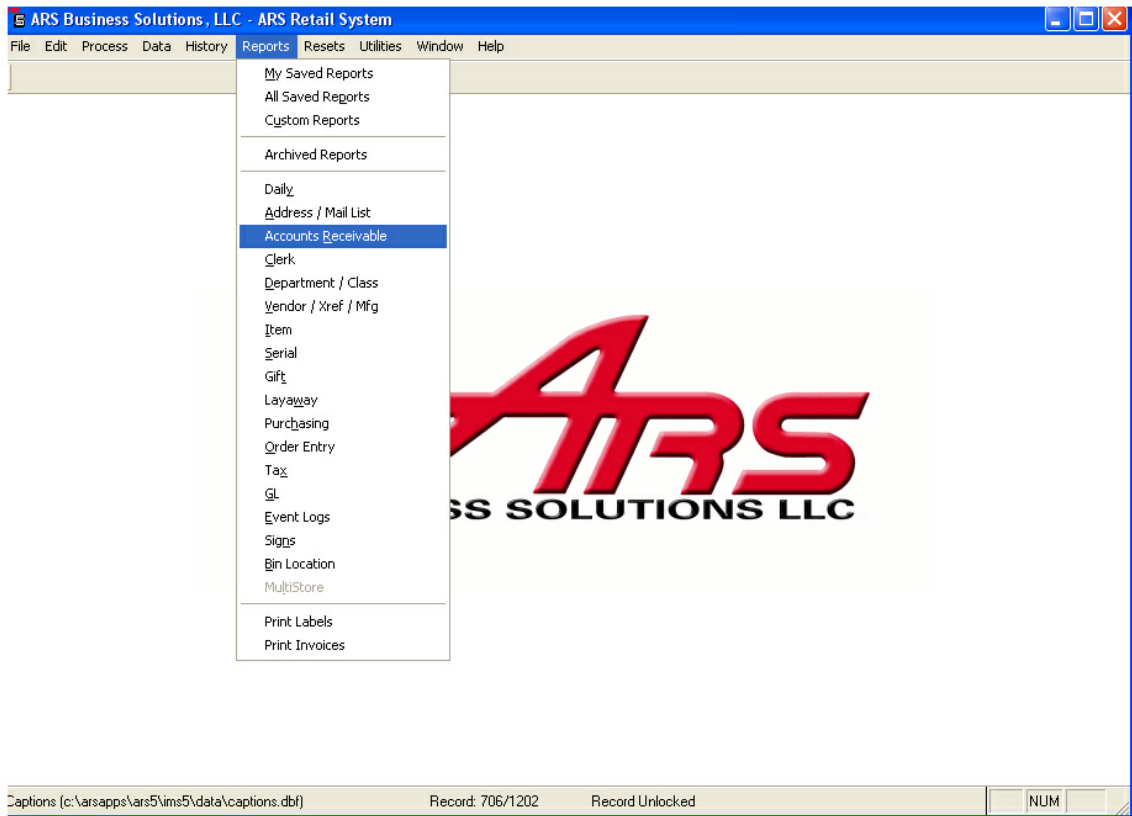 ARS Business Solutions, LLC - ARS Retail System
File Edit Process Data History Reports Resets Utilities Window Help
My Saved Reports
All Saved Reports
Custom Reports
Archived Reports
Daily
Address / Mail List
Accounts Receivable
Clerk
Department / Class
Vendor / Xref / Mfg
Item
Serial
Gift
Layaway
Purchasing
Order Entry
Tax
GL
Event Logs
Signs
Bin Location
MultiStore
Print Labels
Print Invoices
ARS
SS SOLUTIONS LLC
Captions (c:\arsapps\ars5\ims5\data\captions.dbf) Record: 706/1202 Record Unlocked NUM